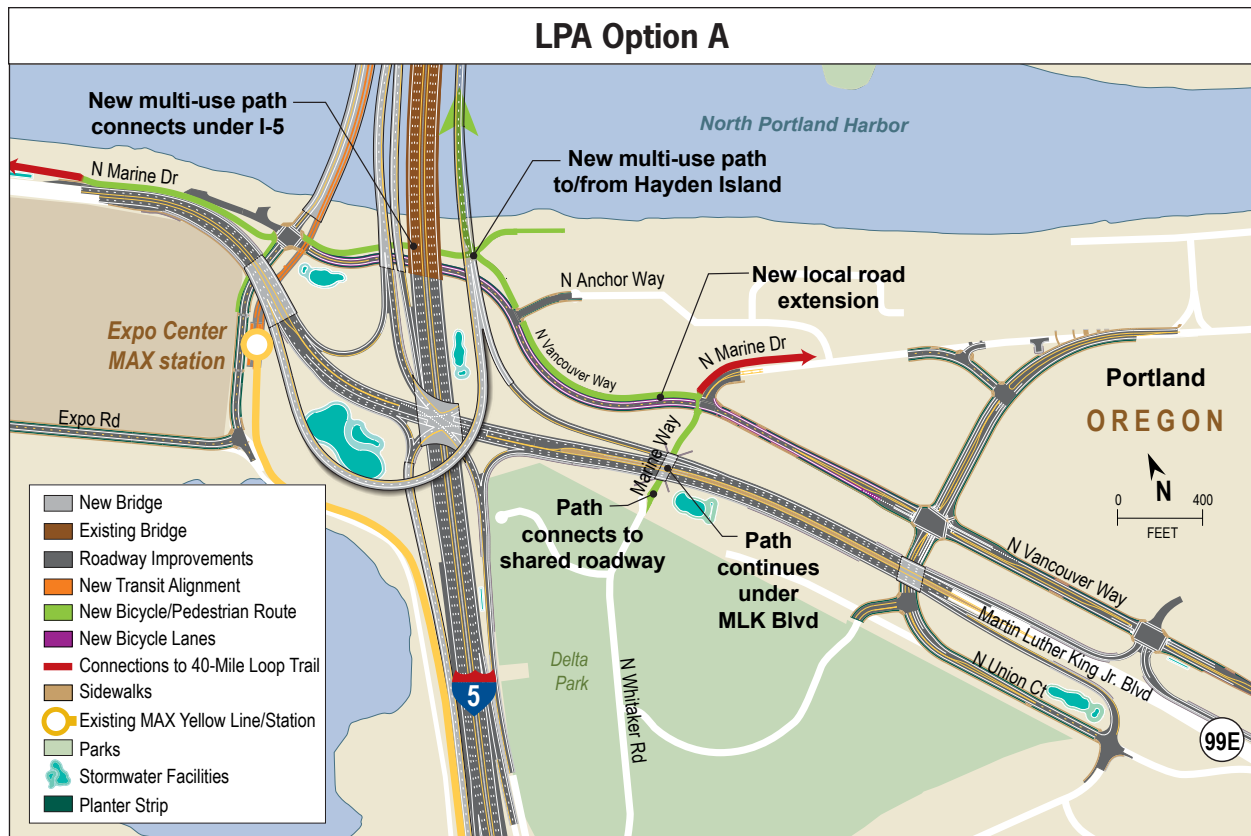 LPA Option A
New multi-use path
connects under I-5
North Portland Harbor
New multi-use path
to/from Hayden Island
N Marine Dr
N Anchor Way
New local road
extension
Expo Center
MAX station
N Vancouver Way
N Marine Dr
Portland
OREGON
Expo Rd
Marine Way
N
0 400
FEET
Path
connects to
shared roadway
Path
continues
under
MLK Blvd
N Vancouver Way
Martin Luther King Jr. Blvd
N Union Ct
Delta
Park
N Whitaker Rd
5
99E
New Bridge
Existing Bridge
Roadway Improvements
New Transit Alignment
New Bicycle/Pedestrian Route
New Bicycle Lanes
Connections to 40-Mile Loop Trail
Sidewalks
Existing MAX Yellow Line/Station
Parks
Stormwater Facilities
Planter Strip